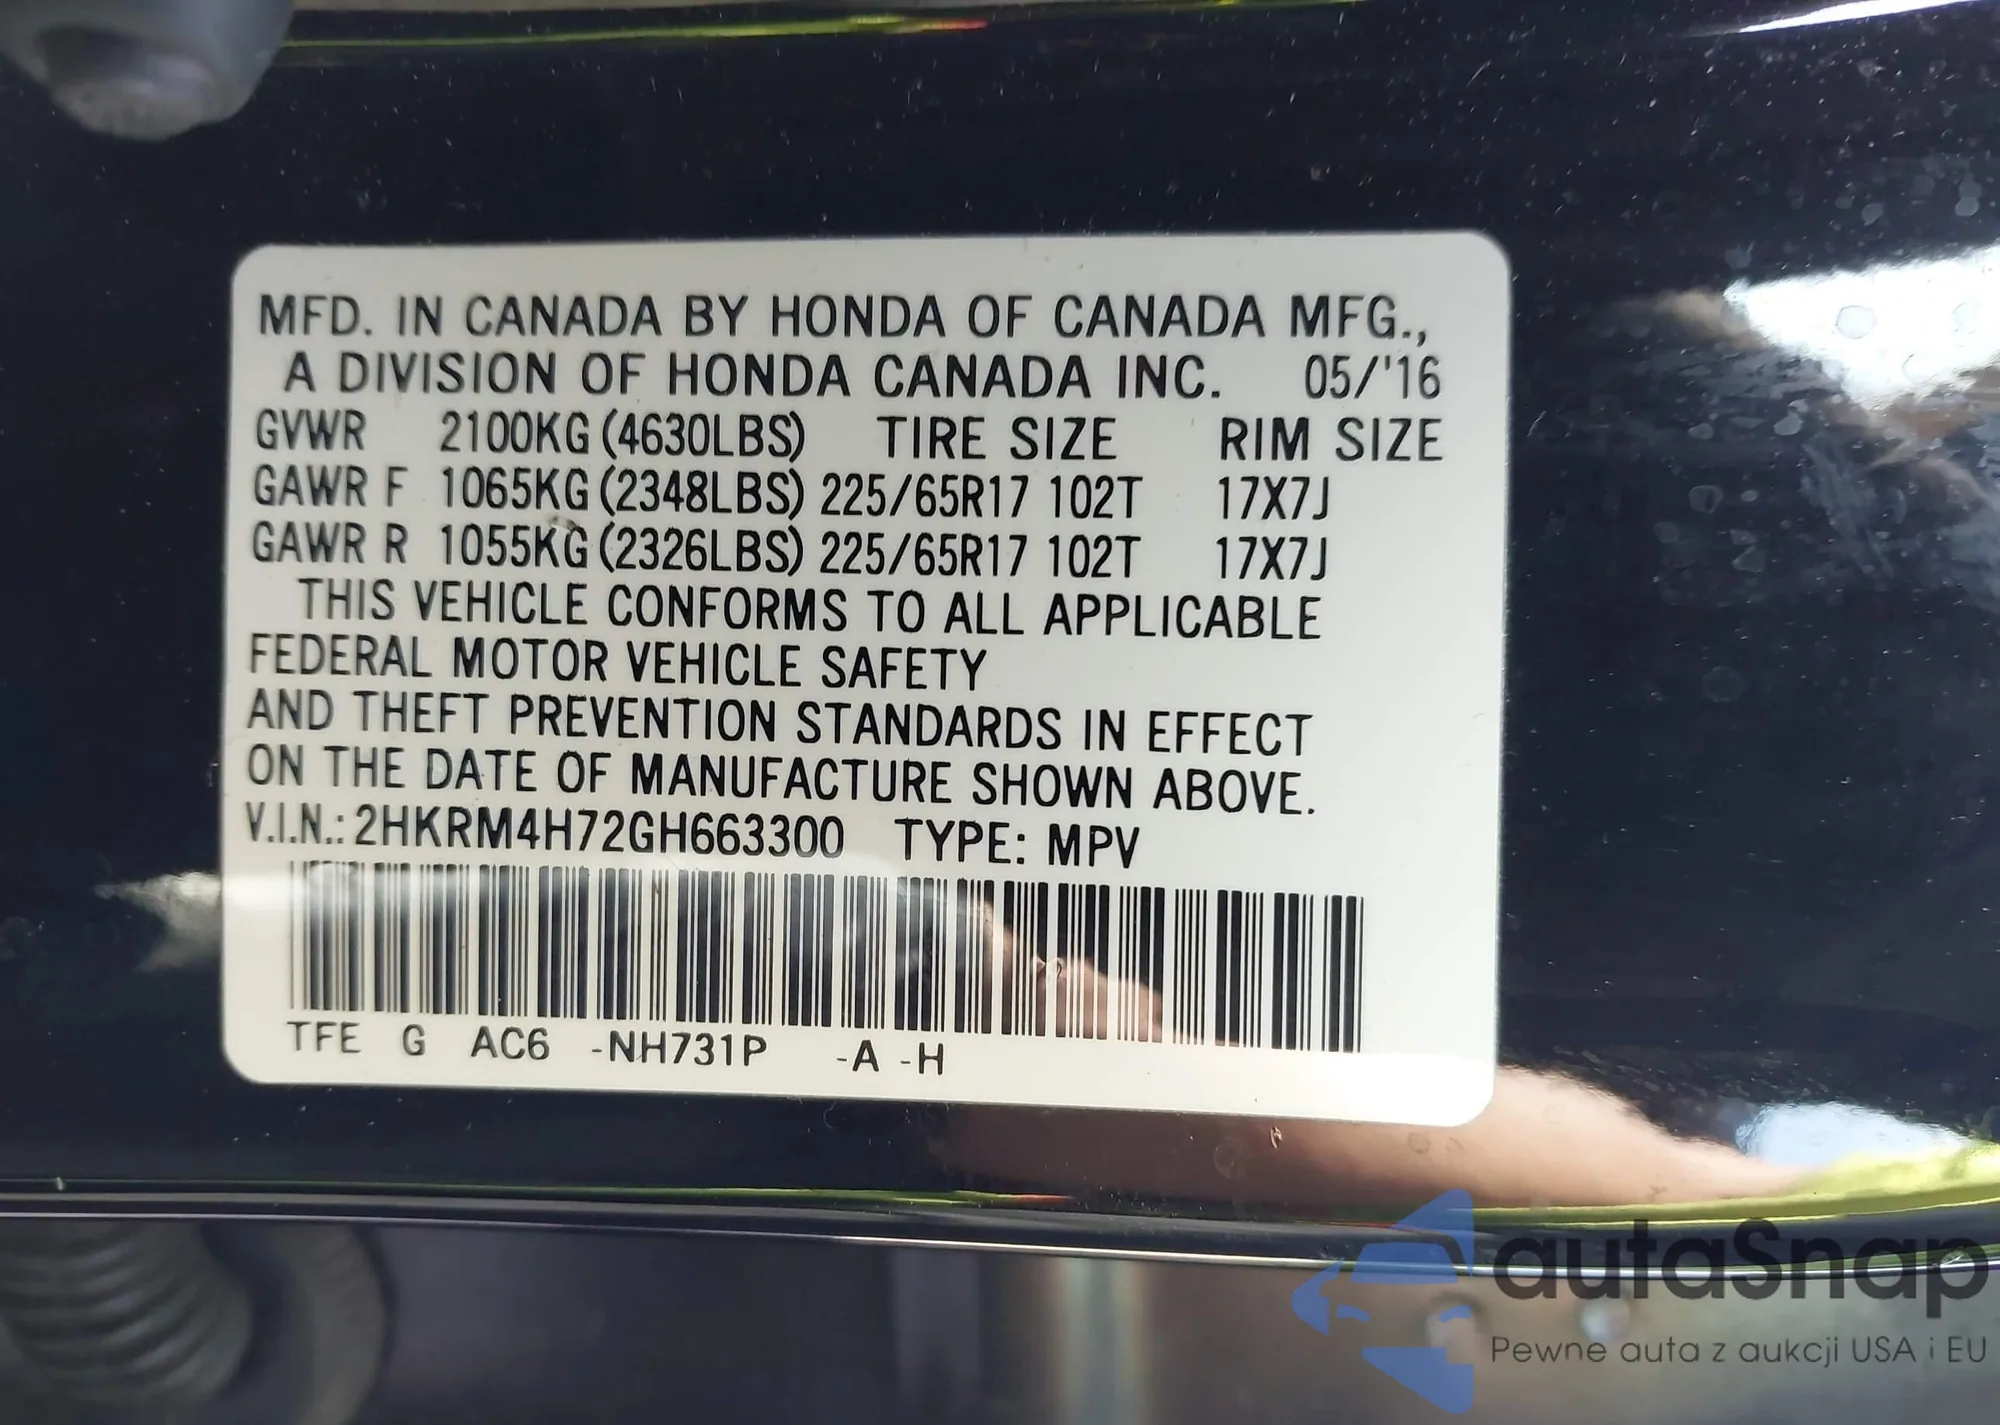 MFD. IN CANADA BY HONDA OF CANADA MFG.,
A DIVISION OF HONDA CANADA INC. 05/'16
GVWR 2100KG (4630LBS) TIRE SIZE RIM SIZE
GAWR F 1065KG (2348LBS) 225/65R17 102T 17X7J
GAWR R 1055KG (2326LBS) 225/65R17 102T 17X7J
THIS VEHICLE CONFORMS TO ALL APPLICABLE
FEDERAL MOTOR VEHICLE SAFETY
AND THEFT PREVENTION STANDARDS IN EFFECT
ON THE DATE OF MANUFACTURE SHOWN ABOVE.
V.I.N.: 2HKRM4H72GH663300 TYPE: MPV
TFE G AC6 -NH731P -A -H
autaSnap
Pewne auta z aukcji USA i EU